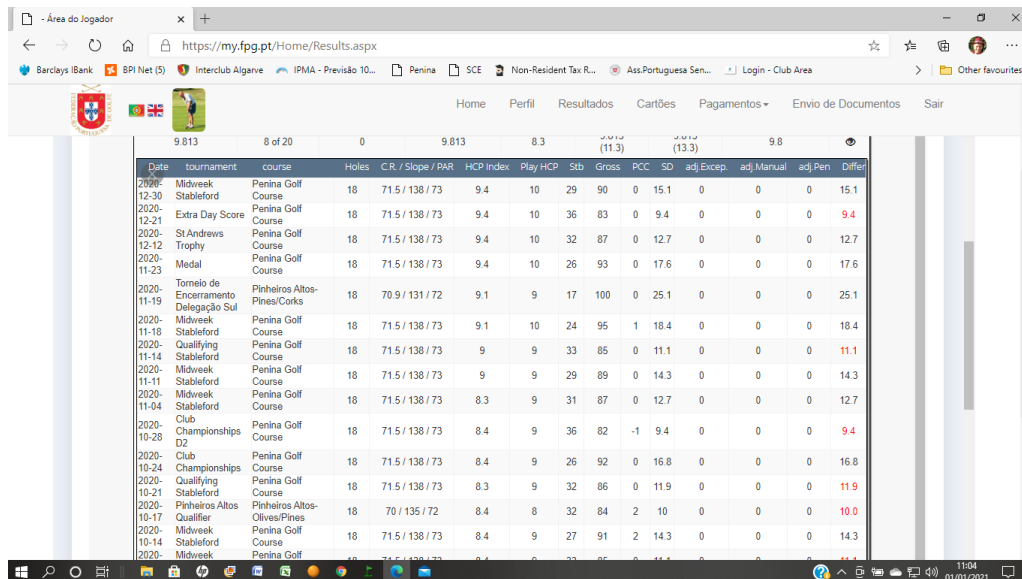 - Área do Jogador
https://my.fpg.pt/Home/Results.aspx
Barclays IBank BPI Net (5) Interclub Algarve IPMA - Previsão 10... Penina SCE Non-Resident Tax R... Ass.Portuguesa Sen... Login - Club Area Other favourites
Home Perfil Resultados Cartões Pagamentos Envio de Documentos Sair
9.813 8 of 20 0 9.813 8.3 (11.3) (13.3) 9.8
Date tournament course Holes C.R. / Slope / PAR HCP Index Play HCP Stb Gross PCC SD adj.Excep. adj.Manual adj.Pen Differ
2020-12-30 Midweek Stableford Penina Golf Course 18 71.5 / 138 / 73 9.4 10 29 90 0 15.1 0 0 0 15.1
2020-12-21 Extra Day Score Penina Golf Course 18 71.5 / 138 / 73 9.4 10 36 83 0 9.4 0 0 0 9.4
2020-12-12 St Andrews Trophy Penina Golf Course 18 71.5 / 138 / 73 9.4 10 32 87 0 12.7 0 0 0 12.7
2020-11-23 Medal Penina Golf Course 18 71.5 / 138 / 73 9.4 10 26 93 0 17.6 0 0 0 17.6
2020-11-19 Torneio de Encerramento Delegação Sul Pinheiros Altos-Pines/Corks 18 70.9 / 131 / 72 9.1 9 17 100 0 25.1 0 0 0 25.1
2020-11-18 Midweek Stableford Penina Golf Course 18 71.5 / 138 / 73 9.1 10 24 95 1 18.4 0 0 0 18.4
2020-11-14 Qualifying Stableford Penina Golf Course 18 71.5 / 138 / 73 9 9 33 85 0 11.1 0 0 0 11.1
2020-11-11 Midweek Stableford Penina Golf Course 18 71.5 / 138 / 73 9 9 29 89 0 14.3 0 0 0 14.3
2020-11-04 Midweek Stableford Penina Golf Course 18 71.5 / 138 / 73 8.3 9 31 87 0 12.7 0 0 0 12.7
2020-10-28 Club Championships D2 Penina Golf Course 18 71.5 / 138 / 73 8.4 9 36 82 -1 9.4 0 0 0 9.4
2020-10-24 Club Championships Penina Golf Course 18 71.5 / 138 / 73 8.4 9 26 92 0 16.8 0 0 0 16.8
2020-10-21 Qualifying Stableford Penina Golf Course 18 71.5 / 138 / 73 8.3 9 32 86 0 11.9 0 0 0 11.9
2020-10-17 Pinheiros Altos Qualifier Pinheiros Altos-Olives/Pines 18 70 / 135 / 72 8.4 8 32 84 2 10 0 0 0 10.0
2020-10-14 Midweek Stableford Penina Golf Course 18 71.5 / 138 / 73 8.4 9 27 91 2 14.3 0 0 0 14.3
2020- Midweek Penina Golf
11:04
01/01/2021